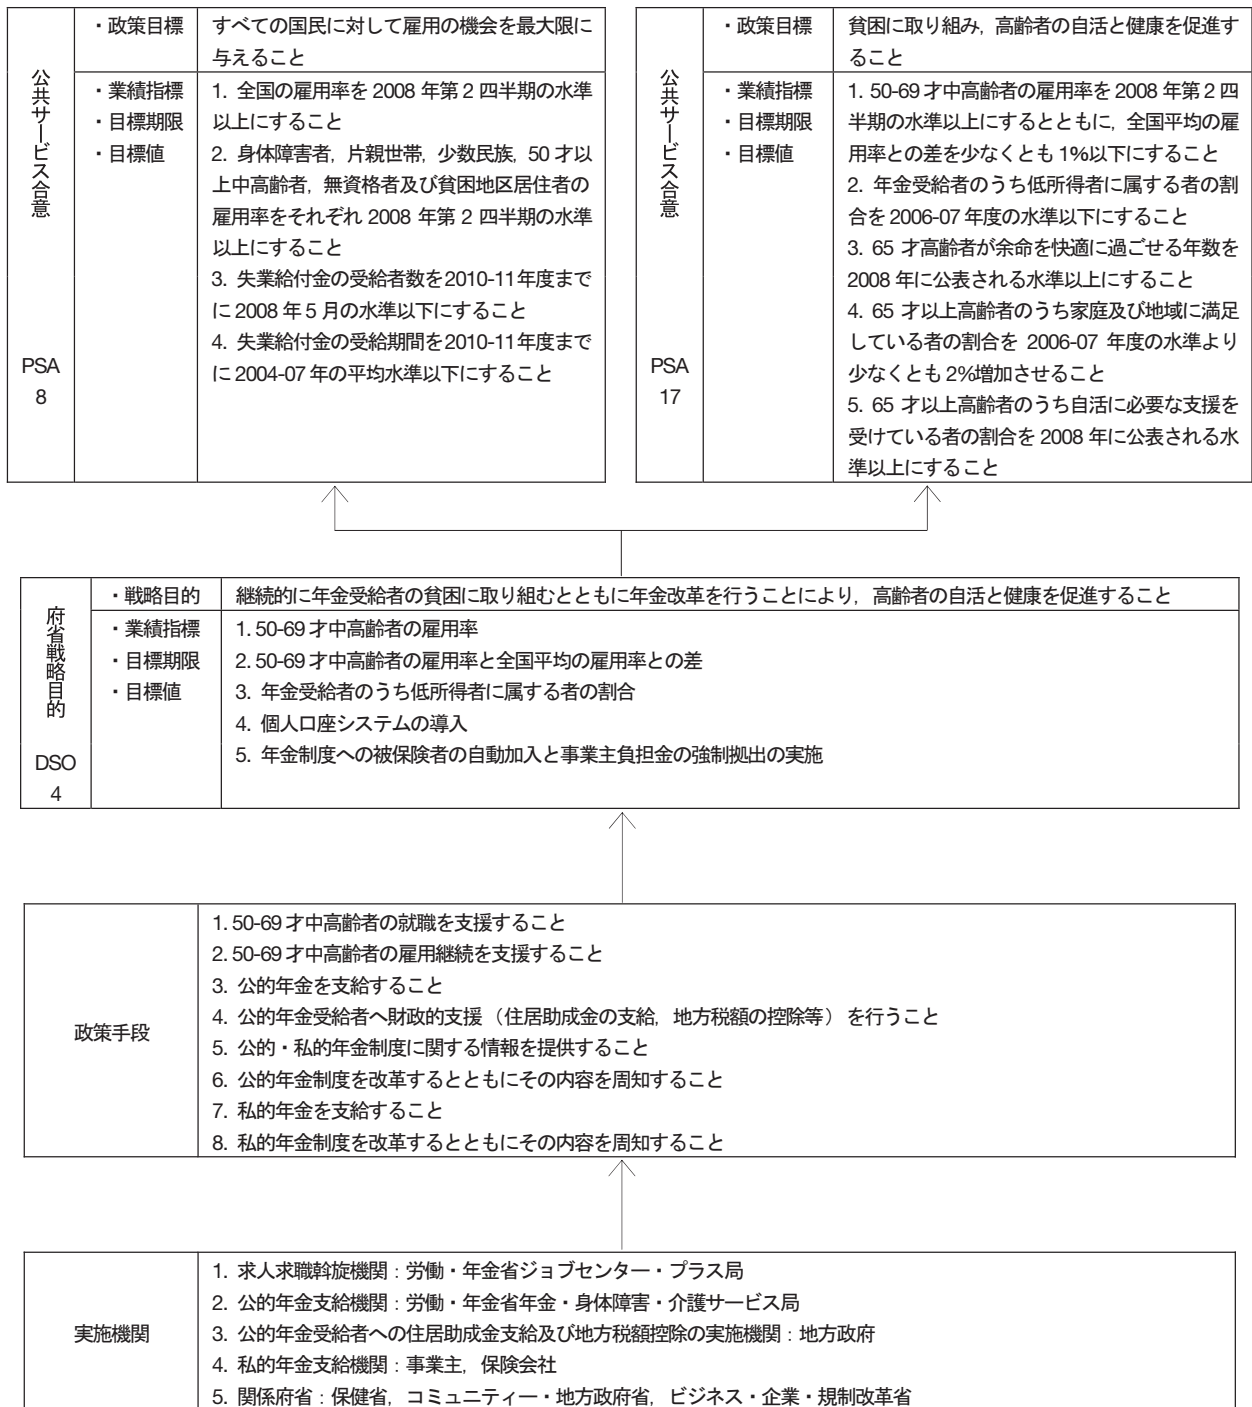 公共サービス合意
PSA
8
・政策目標
すべての国民に対して雇用の機会を最大限に
与えること
・業績指標
・目標期限
・目標値
1. 全国の雇用率を 2008 年第 2 四半期の水準
以上にすること
2. 身体障害者，片親世帯，少数民族，50 才以
上中高齢者，無資格者及び貧困地区居住者の
雇用率をそれぞれ 2008 年第 2 四半期の水準
以上にすること
3. 失業給付金の受給者数を2010-11年度まで
に 2008 年 5 月の水準以下にすること
4. 失業給付金の受給期間を2010-11年度まで
に 2004-07 年の平均水準以下にすること
公共サービス合意
PSA
17
・政策目標
貧困に取り組み，高齢者の自活と健康を促進す
ること
・業績指標
・目標期限
・目標値
1. 50-69才中高齢者の雇用率を 2008 年第 2 四
半期の水準以上にするとともに，全国平均の雇
用率との差を少なくとも 1%以下にすること
2. 年金受給者のうち低所得者に属する者の割
合を 2006-07 年度の水準以下にすること
3. 65 才高齢者が余命を快適に過ごせる年数を
2008 年に公表される水準以上にすること
4. 65 才以上高齢者のうち家庭及び地域に満足
している者の割合を 2006-07 年度の水準より
少なくとも 2%増加させること
5. 65 才以上高齢者のうち自活に必要な支援を
受けている者の割合を 2008 年に公表される水
準以上にすること
府省戦略目的
DSO
4
・戦略目的
継続的に年金受給者の貧困に取り組むとともに年金改革を行うことにより，高齢者の自活と健康を促進すること
・業績指標
・目標期限
・目標値
1. 50-69 才中高齢者の雇用率
2. 50-69 才中高齢者の雇用率と全国平均の雇用率との差
3. 年金受給者のうち低所得者に属する者の割合
4. 個人口座システムの導入
5. 年金制度への被保険者の自動加入と事業主負担金の強制拠出の実施
政策手段
1. 50-69 才中高齢者の就職を支援すること
2. 50-69 才中高齢者の雇用継続を支援すること
3. 公的年金を支給すること
4. 公的年金受給者へ財政的支援（住居助成金の支給，地方税額の控除等）を行うこと
5. 公的・私的年金制度に関する情報を提供すること
6. 公的年金制度を改革するとともにその内容を周知すること
7. 私的年金を支給すること
8. 私的年金制度を改革するとともにその内容を周知すること
実施機関
1. 求人求職斡旋機関：労働・年金省ジョブセンター・プラス局
2. 公的年金支給機関：労働・年金省年金・身体障害・介護サービス局
3. 公的年金受給者への住居助成金支給及び地方税額控除の実施機関：地方政府
4. 私的年金支給機関：事業主，保険会社
5. 関係府省：保健省，コミュニティー・地方政府省，ビジネス・企業・規制改革省